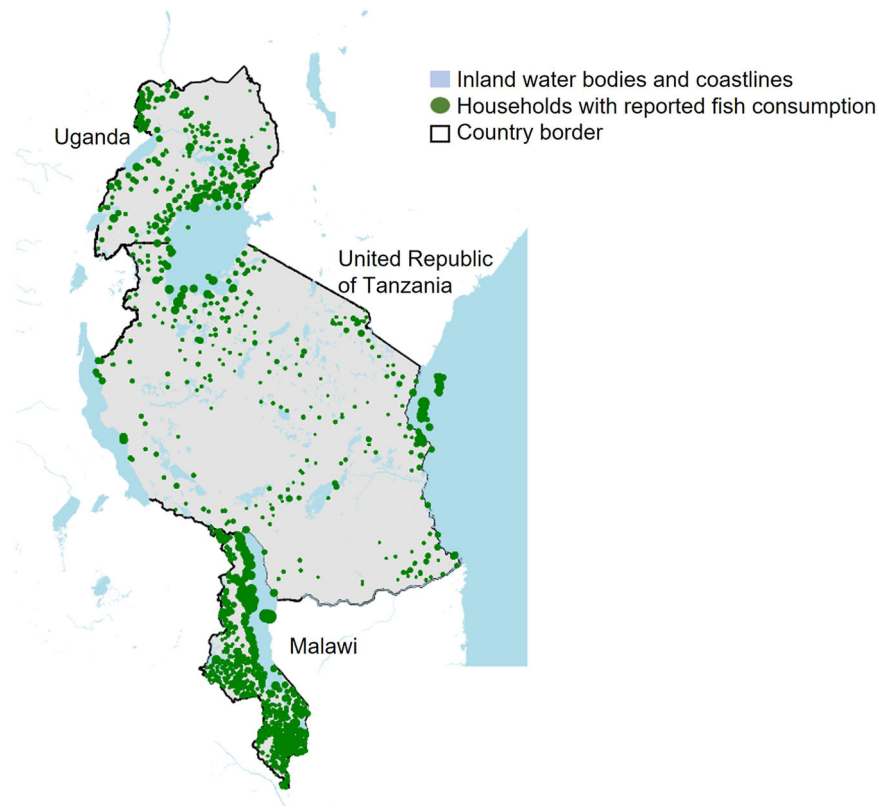 Inland water bodies and coastlines
Households with reported fish consumption
Country border
Uganda
United Republic
of Tanzania
Malawi